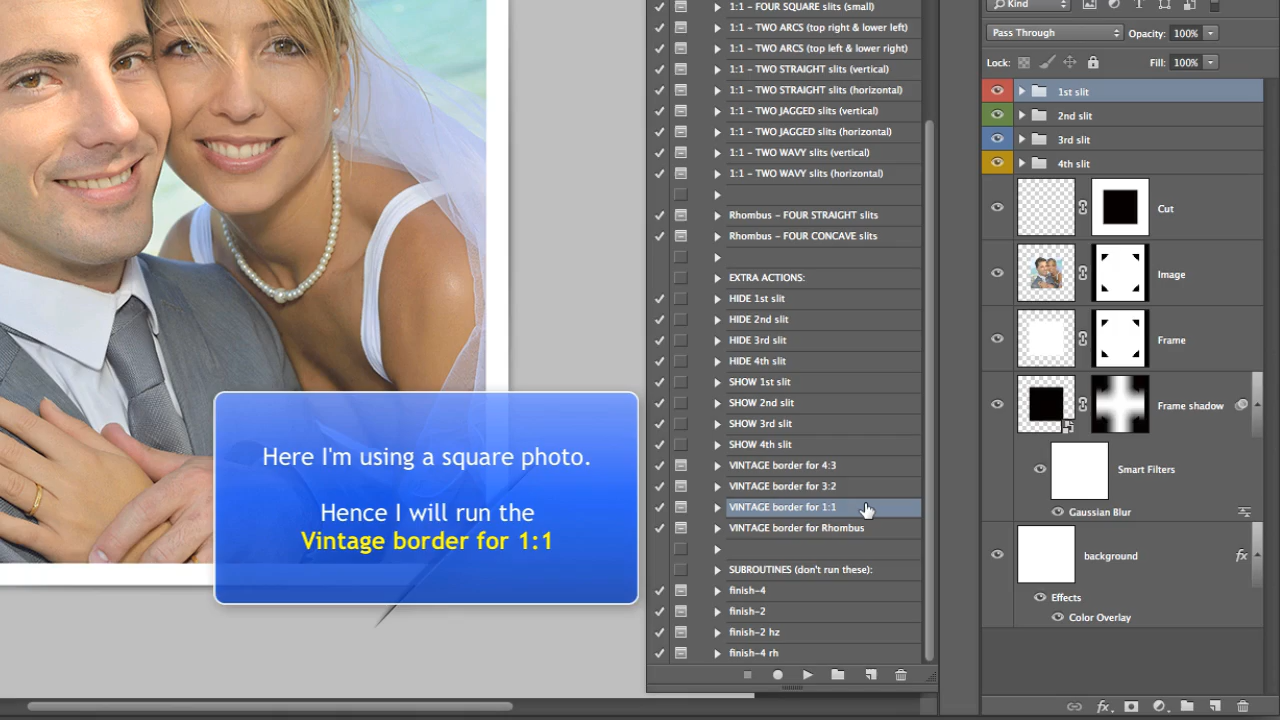 1:1 - FOUR SQUARE slits (small)
1:1 - TWO ARCS (top right & lower left)
1:1 - TWO ARCS (top left & lower right)
1:1 - TWO STRAIGHT slits (vertical)
1:1 - TWO STRAIGHT slits (horizontal)
1:1 - TWO JAGGED slits (vertical)
1:1 - TWO JAGGED slits (horizontal)
1:1 - TWO WAVY slits (vertical)
1:1 - TWO WAVY slits (horizontal)
Rhombus - FOUR STRAIGHT slits
Rhombus - FOUR CONCAVE slits
EXTRA ACTIONS:
HIDE 1st slit
HIDE 2nd slit
HIDE 3rd slit
HIDE 4th slit
SHOW 1st slit
SHOW 2nd slit
SHOW 3rd slit
SHOW 4th slit
VINTAGE border for 4:3
VINTAGE border for 3:2
VINTAGE border for 1:1
VINTAGE border for Rhombus
SUBROUTINES (don't run these):
finish-4
finish-2
finish-2 hz
finish-4 rh
Here I'm using a square photo.
Hence I will run the
Vintage border for 1:1
Kind
Pass Through Opacity: 100%
Lock: Fill: 100%
1st slit
2nd slit
3rd slit
4th slit
Cut
Image
Frame
Frame shadow
Smart Filters
Gaussian Blur
background fx
Effects
Color Overlay
fx